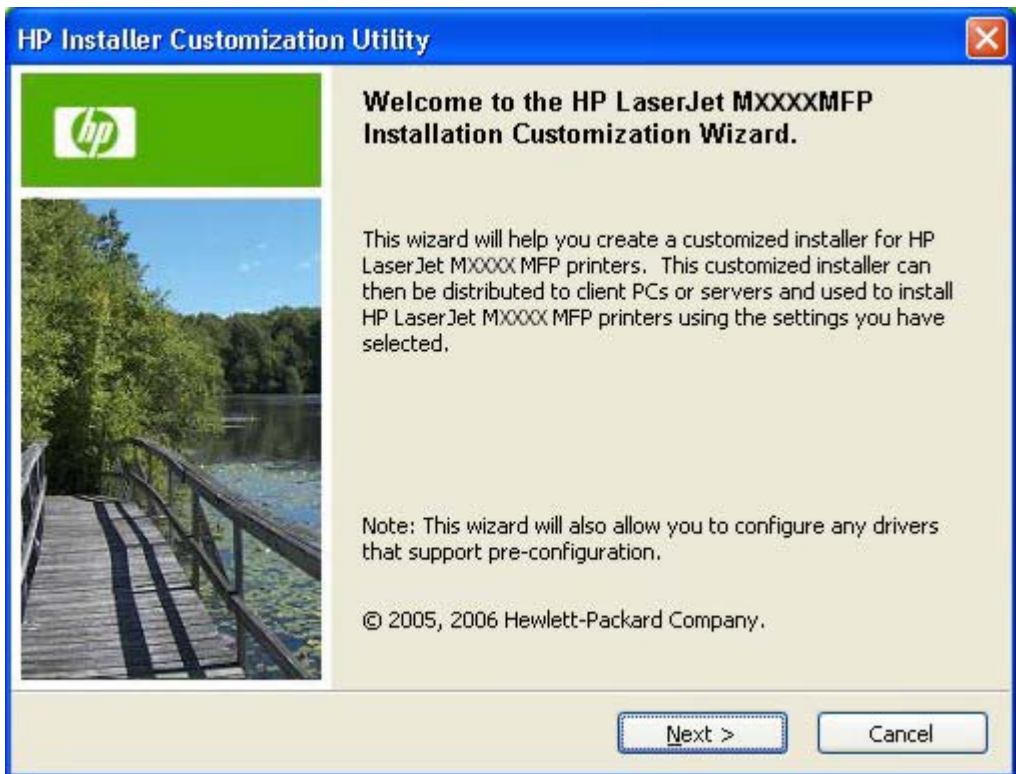 HP Installer Customization Utility
hp
Welcome to the HP LaserJet MXXXXMFP
Installation Customization Wizard.
This wizard will help you create a customized installer for HP
LaserJet MXXXX MFP printers. This customized installer can
then be distributed to client PCs or servers and used to install
HP LaserJet MXXXX MFP printers using the settings you have
selected.
Note: This wizard will also allow you to configure any drivers
that support pre-configuration.
© 2005, 2006 Hewlett-Packard Company.
Next >
Cancel